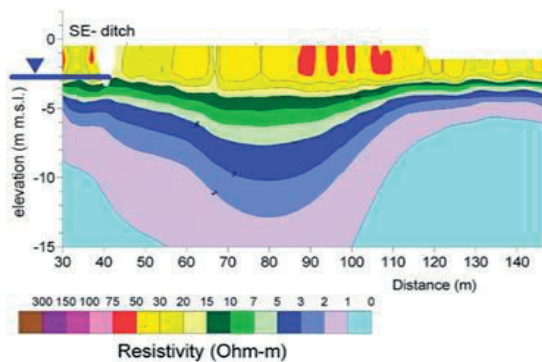 SE- ditch
elevation (m m.s.l.)
0
-5
-10
-15
30 40 50 60 70 80 90 100 110 120 130 140
Distance (m)
300 150 100 75 50 30 20 15 10 7 5 3 2 1 0
Resistivity (Ohm-m)